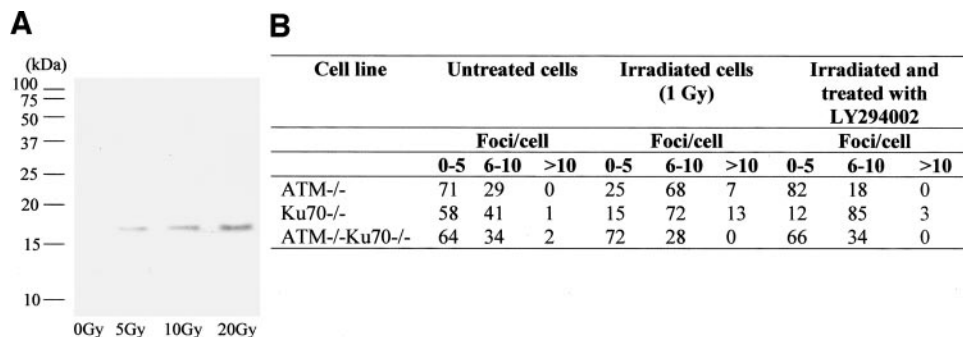 A
(kDa)
100
75
50
37
25
20
15
10
0Gy 5Gy 10Gy 20Gy
B
Cell line Untreated cells Irradiated cells (1 Gy) Irradiated and treated with LY294002
Foci/cell Foci/cell Foci/cell
0-5 6-10 >10 0-5 6-10 >10 0-5 6-10 >10
ATM-/- 71 29 0 25 68 7 82 18 0
Ku70-/- 58 41 1 15 72 13 12 85 3
ATM-/-Ku70-/- 64 34 2 72 28 0 66 34 0